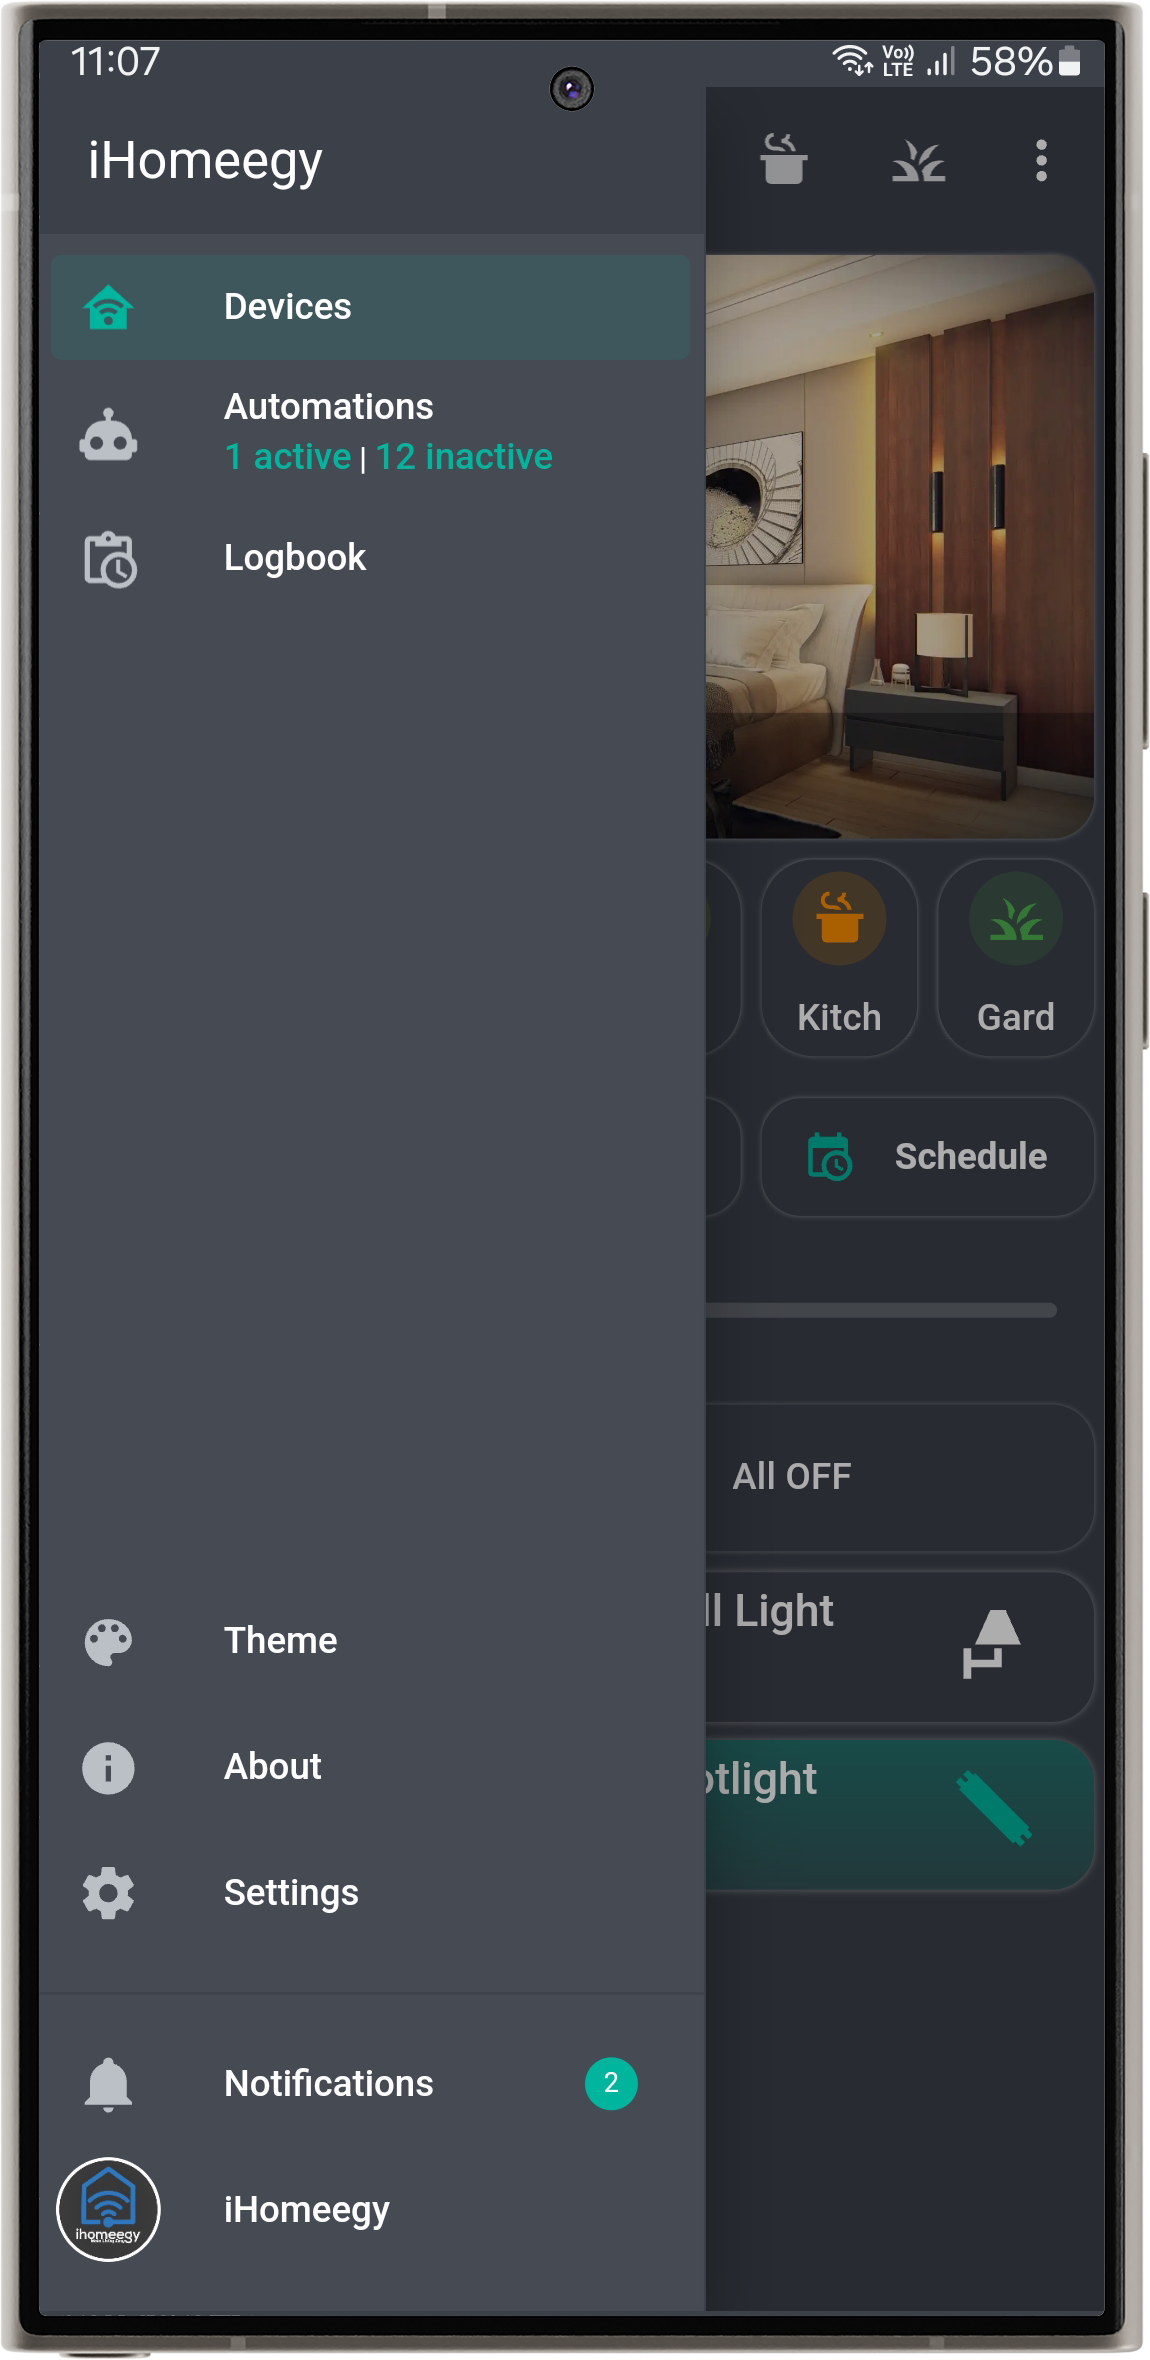 11:07
Vo))
LTE
58%
iHomeegy
Devices
Automations
1 active | 12 inactive
Logbook
Kitch
Gard
Schedule
All OFF
ll Light
otlight
Theme
About
Settings
Notifications
2
ihomeegy
iHomeegy